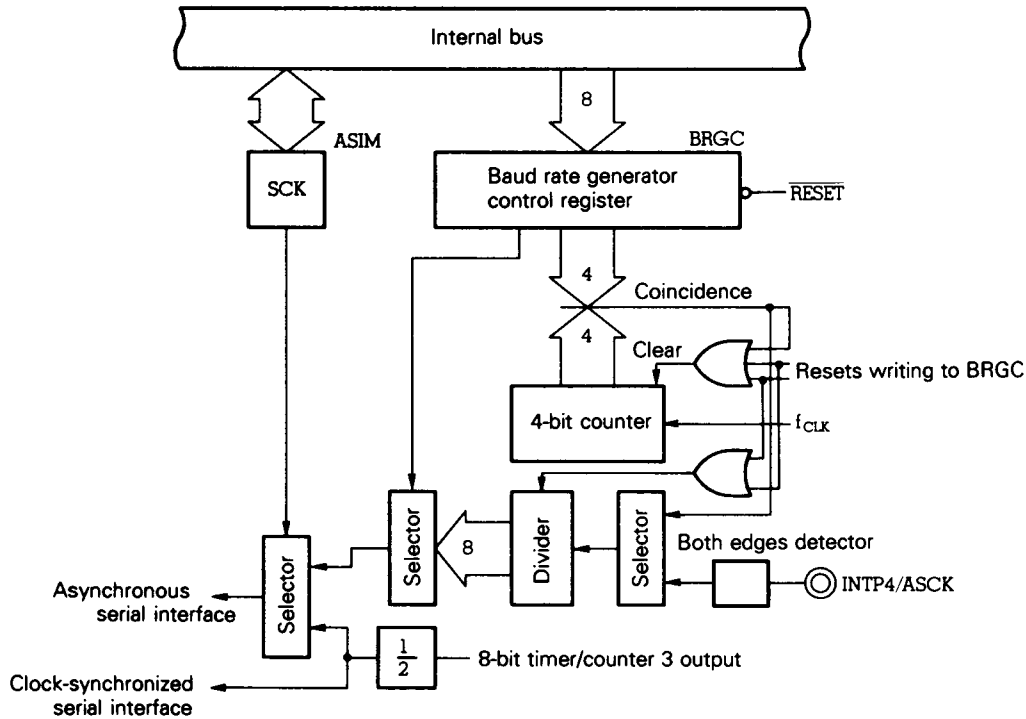 Internal bus
8
ASIM
BRGC
SCK
Baud rate generator
control register
RESET
4
Coincidence
4
Clear
Resets writing to BRGC
4-bit counter
fCLK
Selector
8
Divider
Selector
Both edges detector
INTP4/ASCK
Selector
Asynchronous
serial interface
1
2
8-bit timer/counter 3 output
Clock-synchronized
serial interface